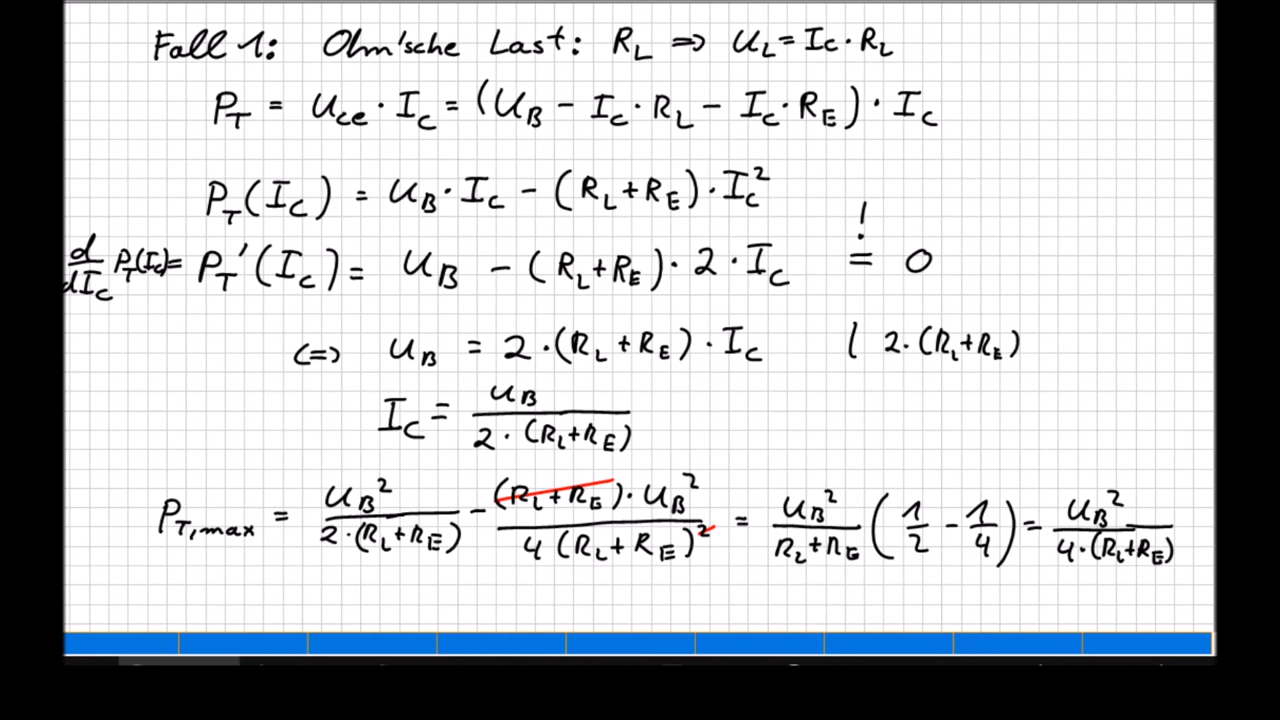 Fall 1: Ohm'sche Last: R_L ⇒ U_L = I_C · R_L
P_T = U_ce · I_C = (U_B − I_C · R_L − I_C · R_E) · I_C
P_T(I_C) = U_B · I_C − (R_L + R_E) · I_C²
d/dI_C P_T(I_C) = P_T'(I_C) = U_B − (R_L + R_E) · 2 · I_C =! 0
<=> U_B = 2 · (R_L + R_E) · I_C | 2 · (R_L + R_E)
I_C = U_B / (2 · (R_L + R_E))
P_T,max = U_B² / (2 · (R_L + R_E)) − (R_L + R_E) · U_B² / (4 (R_L + R_E)²) = U_B² / (R_L + R_E) (1/2 − 1/4) = U_B² / (4 · (R_L + R_E))